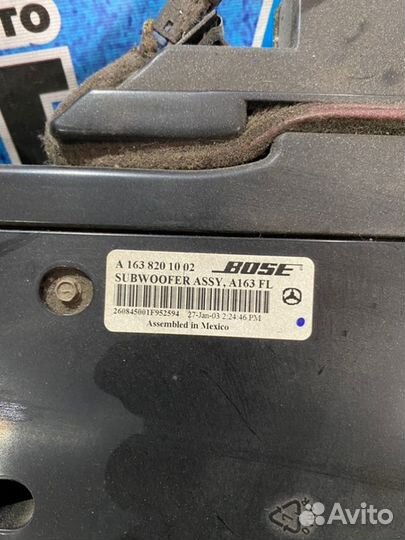 ТО
A 163 820 10 02
BOSE
SUBWOOFER ASSY, A163 FL
260845001F952594 27-Jan-03 2:24:46 PM
Assembled in Mexico
Avito